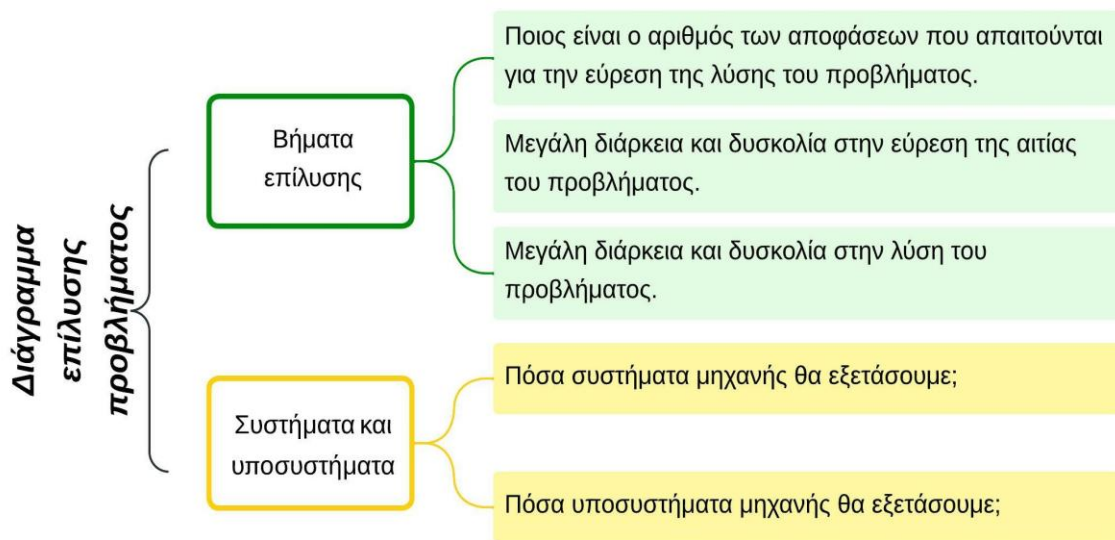 Διάγραμμα
επίλυσης
προβλήματος
Βήματα
επίλυσης
Ποιος είναι ο αριθμός των αποφάσεων που απαιτούνται
για την εύρεση της λύσης του προβλήματος.
Μεγάλη διάρκεια και δυσκολία στην εύρεση της αιτίας
του προβλήματος.
Μεγάλη διάρκεια και δυσκολία στην λύση του
προβλήματος.
Συστήματα και
υποσυστήματα
Πόσα συστήματα μηχανής θα εξετάσουμε;
Πόσα υποσυστήματα μηχανής θα εξετάσουμε;